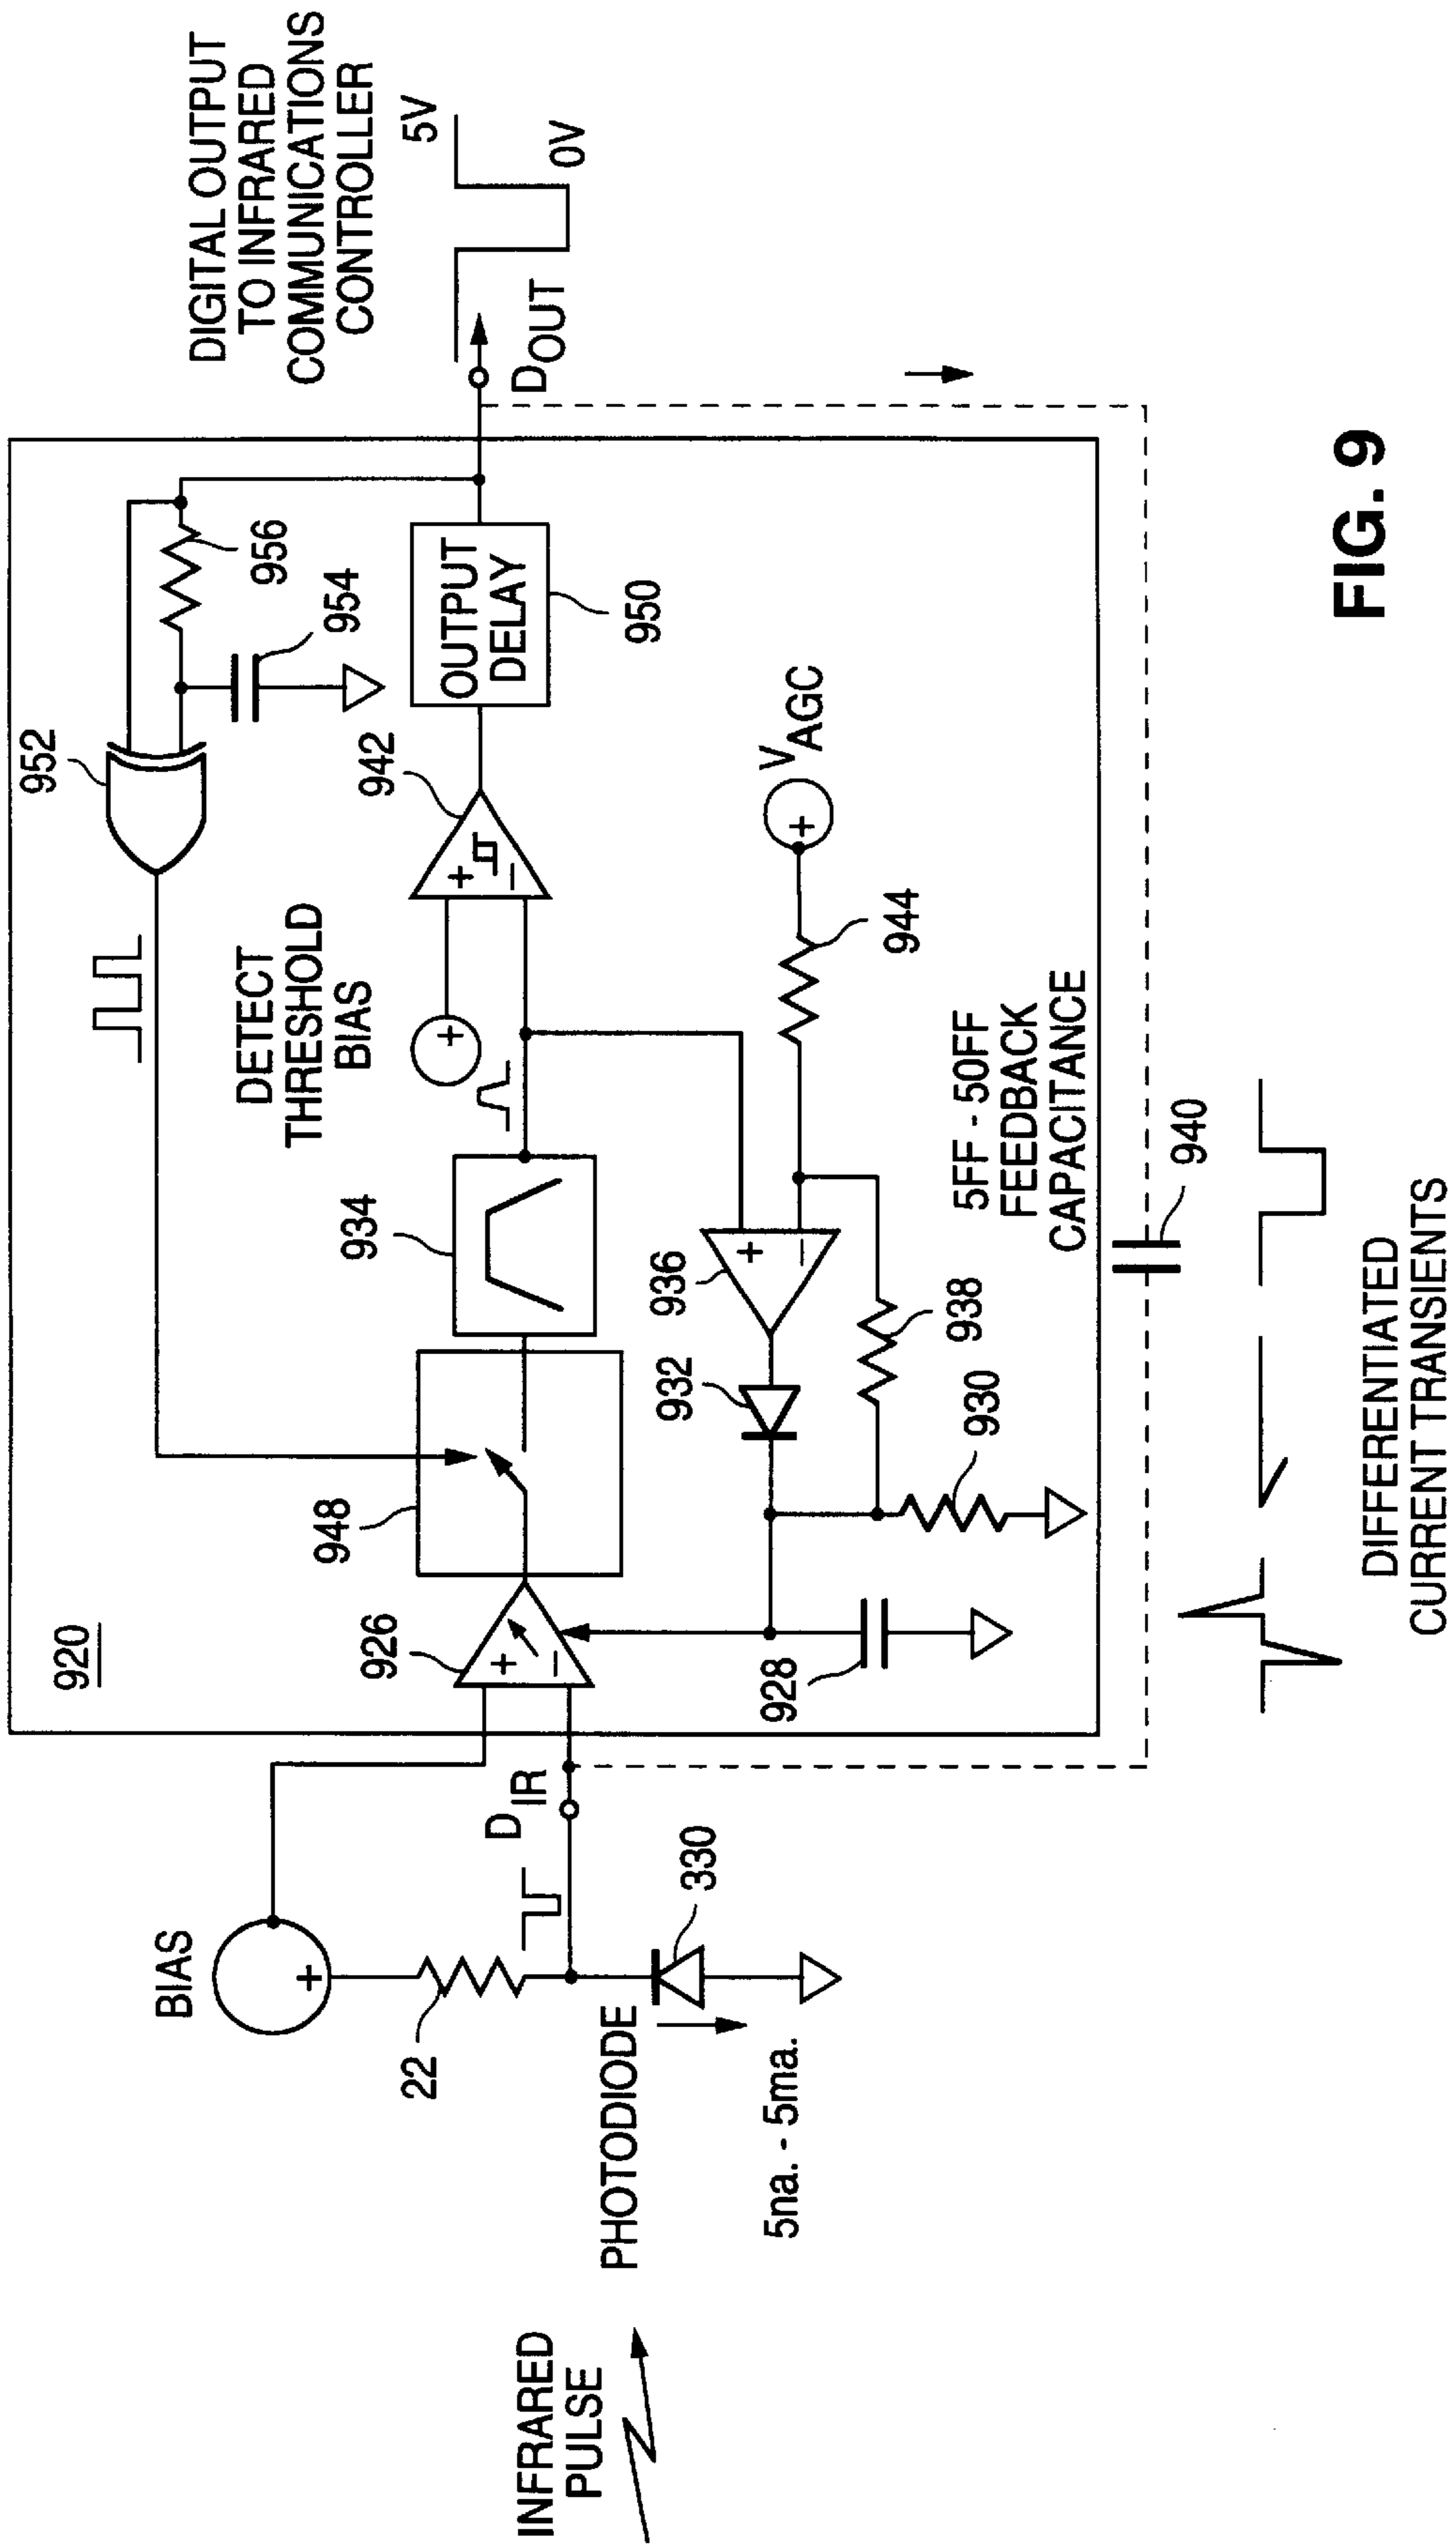 DIGITAL OUTPUT
TO INFRARED
COMMUNICATIONS
CONTROLLER
5V
0V
DOUT
920
952
956
954
DETECT
THRESHOLD
BIAS
+
942
+
−
OUTPUT
DELAY
950
948
934
926
+
−
BIAS
+
22
DIR
330
PHOTODIODE
5na. - 5ma.
INFRARED
PULSE
936
+
−
932
938
930
928
944
VAGC
+
5FF - 50FF
FEEDBACK
CAPACITANCE
940
DIFFERENTIATED
CURRENT TRANSIENTS
FIG. 9